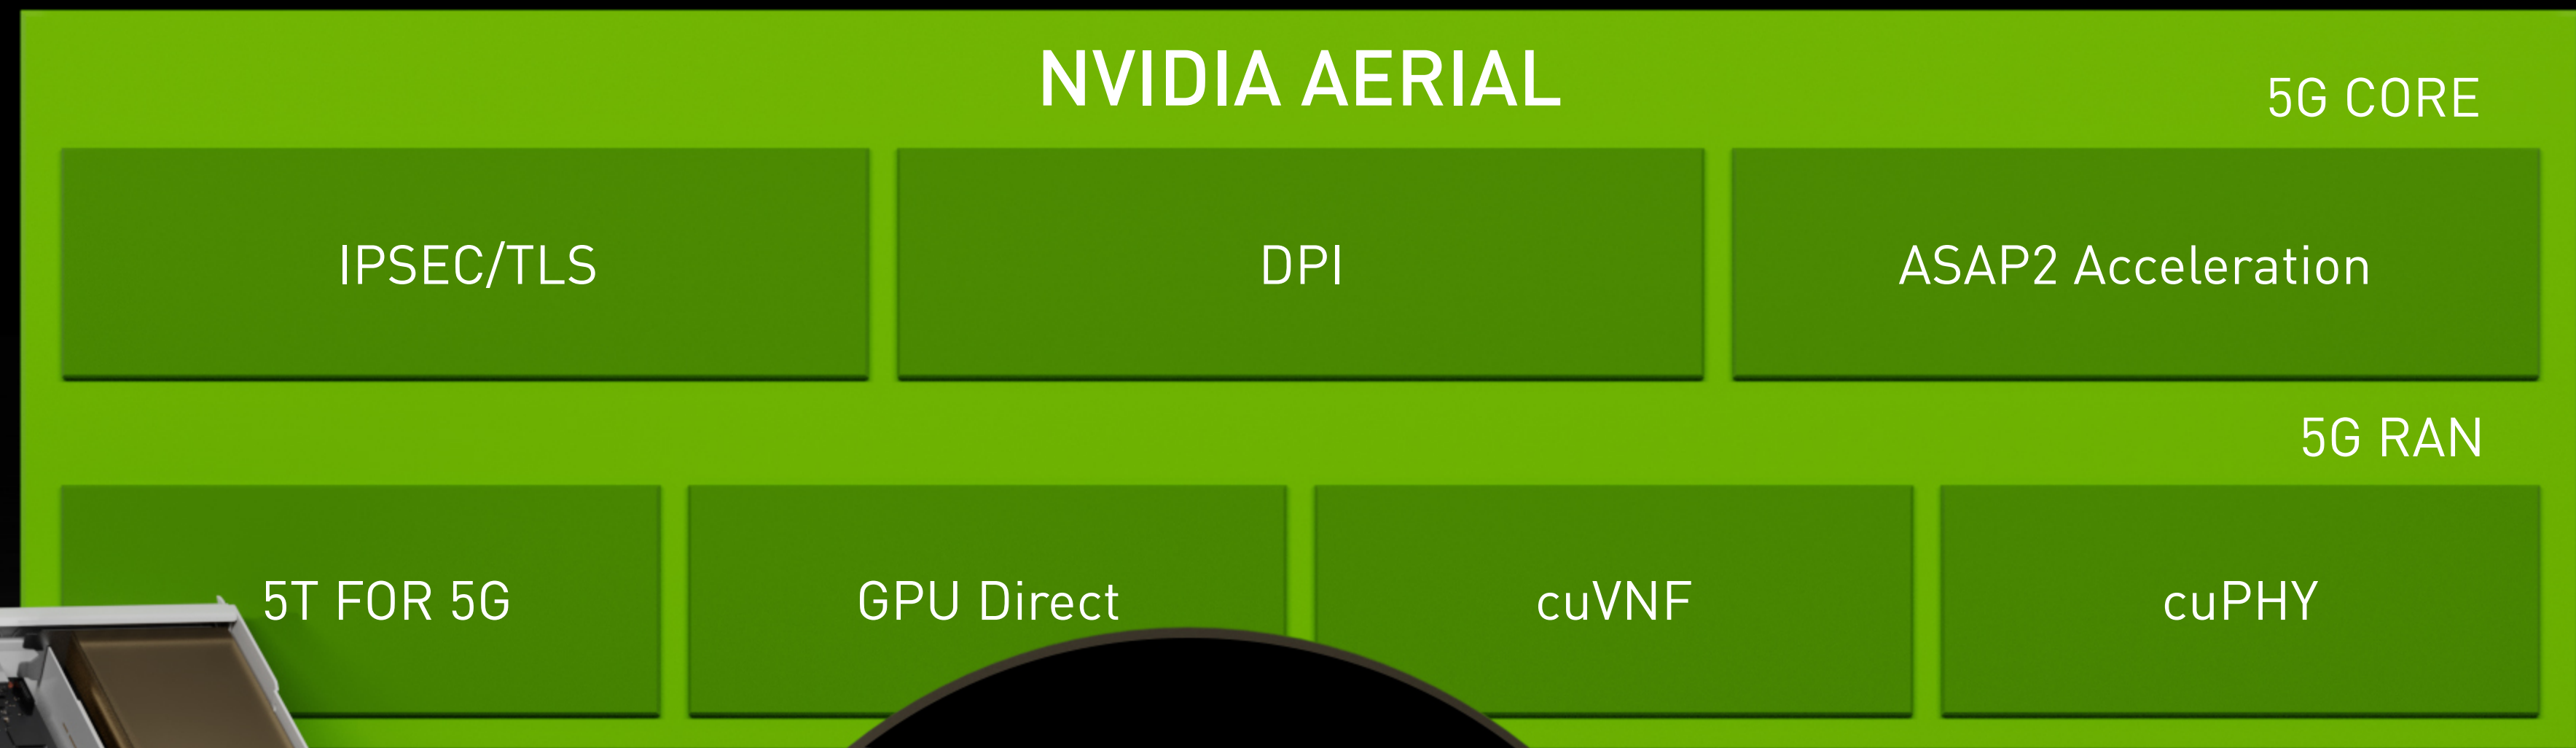 NVIDIA AERIAL
5G CORE
IPSEC/TLS
DPI
ASAP2 Acceleration
5G RAN
5T FOR 5G
GPU Direct
cuVNF
cuPHY